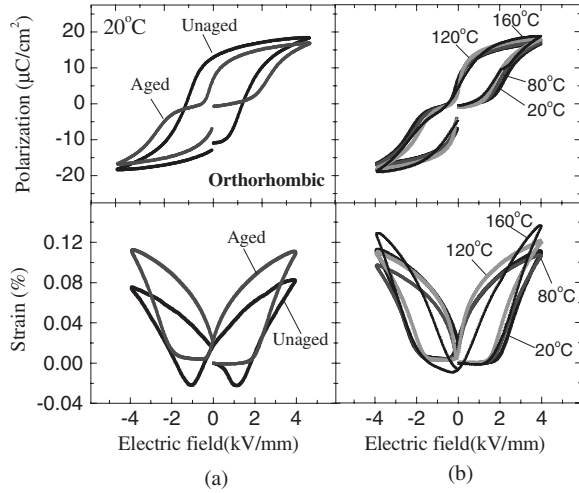 20°C
Unaged
Aged
Orthorhombic
Polarization (μC/cm²)
20
10
0
-10
-20
160°C
120°C
80°C
20°C
Strain (%)
0.12
0.08
0.04
0.00
-0.04
Aged
Unaged
160°C
120°C
80°C
20°C
-4 -2 0 2 4
-4 -2 0 2 4
Electric field(kV/mm)
Electric field(kV/mm)
(a)
(b)